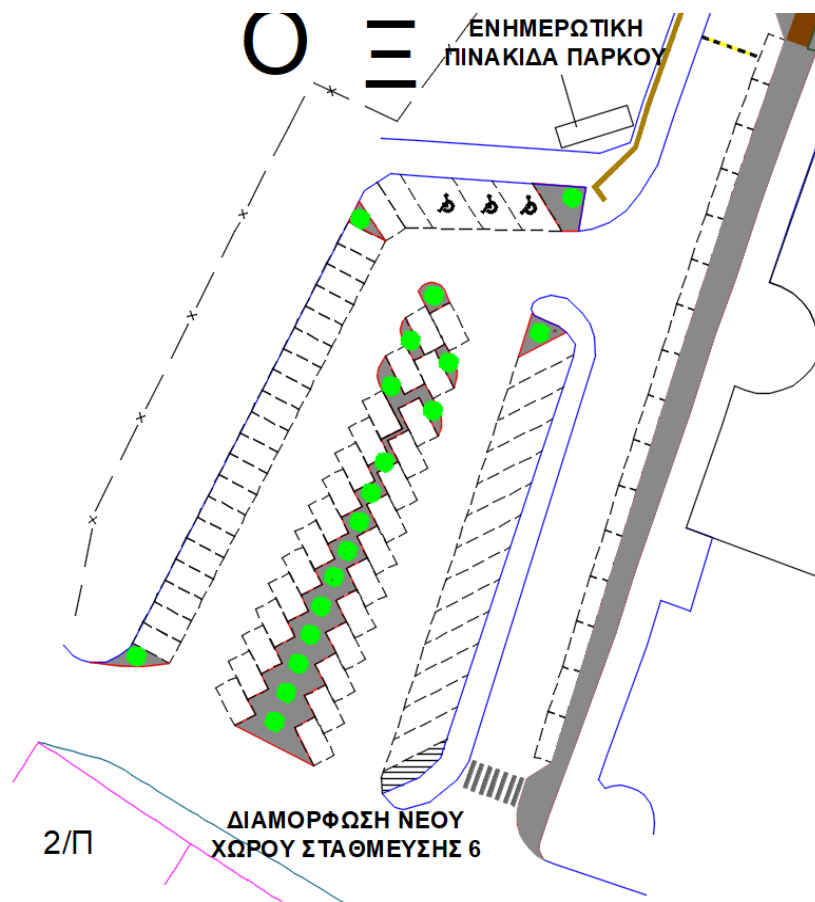 Ο Ξ
ΕΝΗΜΕΡΩΤΙΚΗ
ΠΙΝΑΚΙΔΑ ΠΑΡΚΟΥ
ΔΙΑΜΟΡΦΩΣΗ ΝΕΟΥ
ΧΩΡΟΥ ΣΤΑΘΜΕΥΣΗΣ 6
2/Π